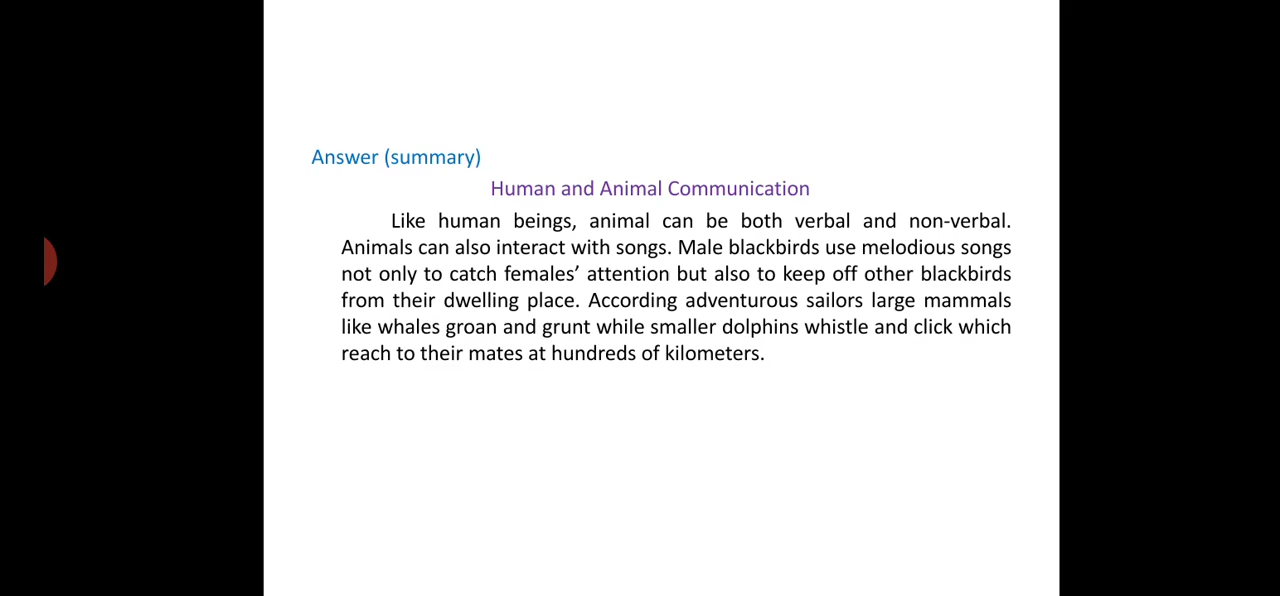 Answer (summary)
Human and Animal Communication
Like human beings, animal can be both verbal and non-verbal.
Animals can also interact with songs. Male blackbirds use melodious songs
not only to catch females’ attention but also to keep off other blackbirds
from their dwelling place. According adventurous sailors large mammals
like whales groan and grunt while smaller dolphins whistle and click which
reach to their mates at hundreds of kilometers.